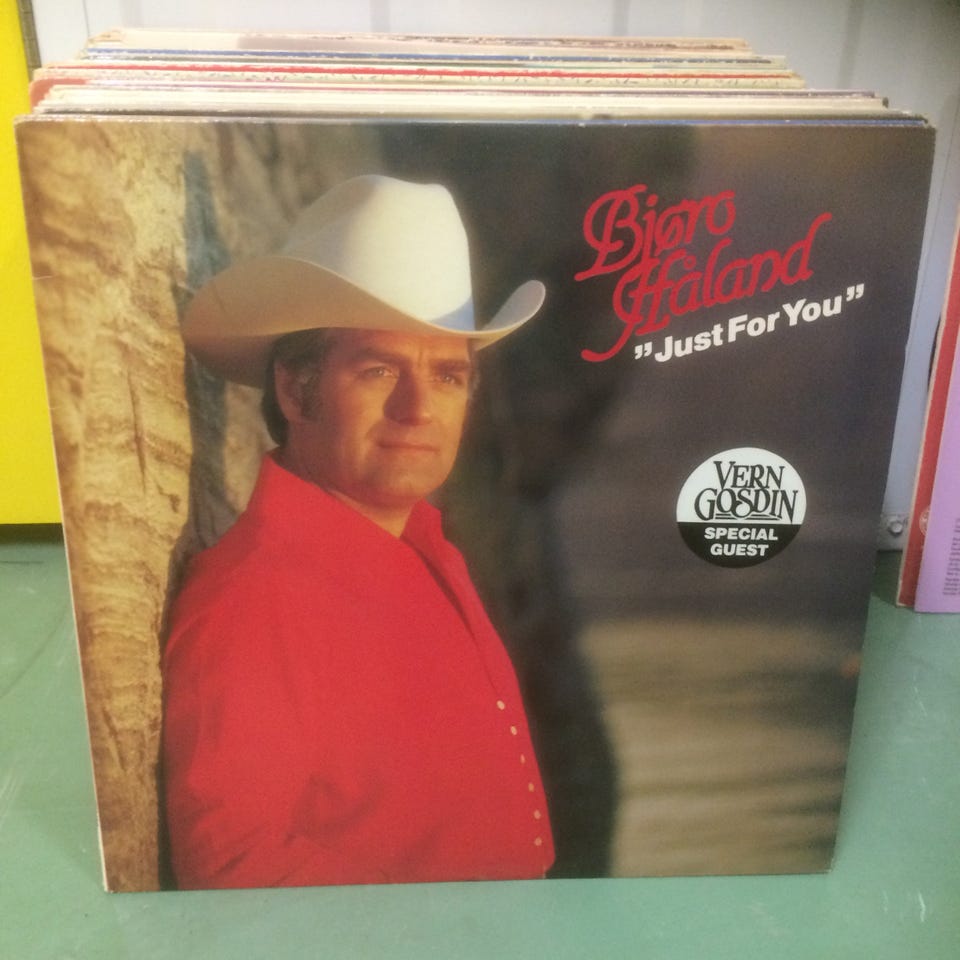 Bjøro
Håland
"Just For You"
VERN
GOSDIN
SPECIAL
GUEST